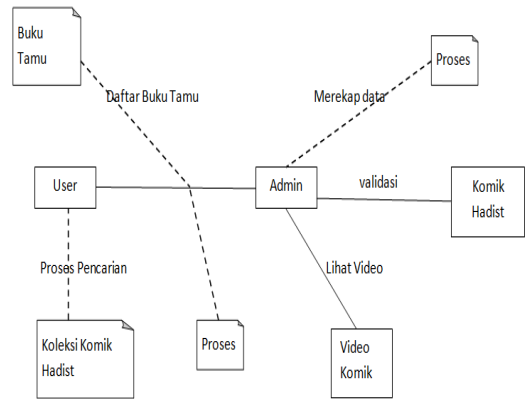 Buku
Tamu
Proses
Daftar Buku Tamu
Merekap data
User
Admin
validasi
Komik
Hadist
Proses Pencarian
Lihat Video
Koleksi Komik
Hadist
Proses
Video
Komik